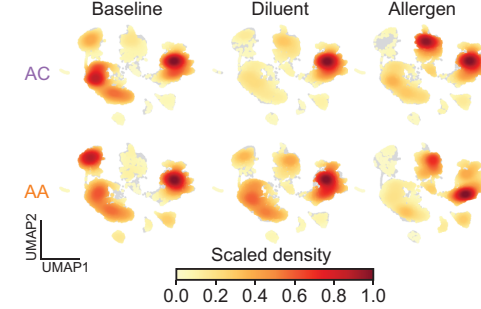 Baseline Diluent Allergen
AC
AA
UMAP2
UMAP1
Scaled density
0.0 0.2 0.4 0.6 0.8 1.0